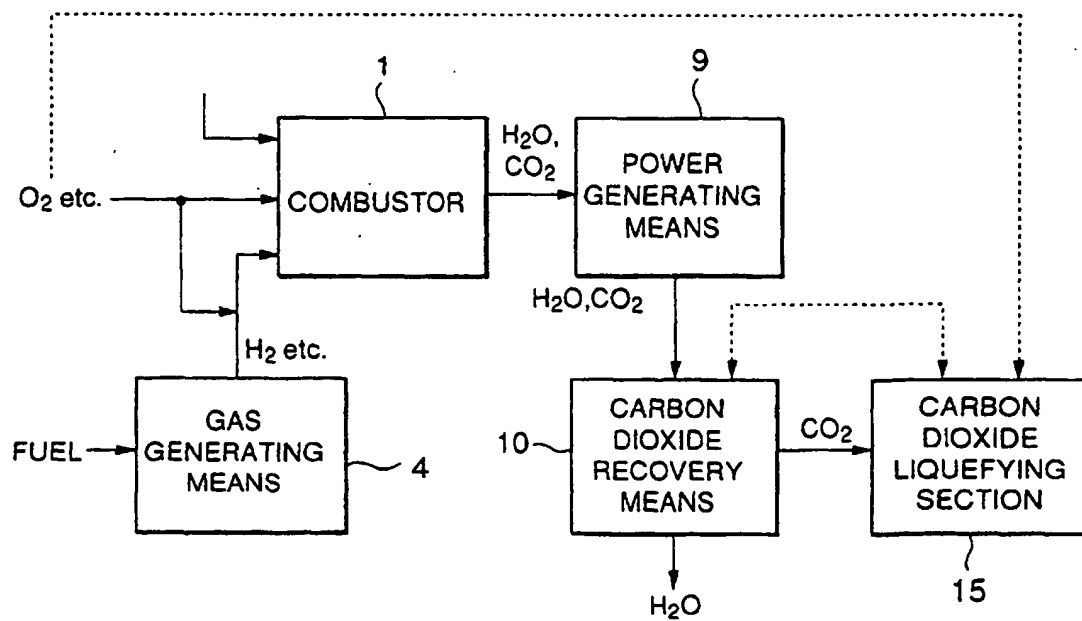 1
9
COMBUSTOR
H₂O,
CO₂
POWER
GENERATING
MEANS
O₂ etc.
H₂O,CO₂
H₂ etc.
FUEL
GAS
GENERATING
MEANS
4
10
CARBON
DIOXIDE
RECOVERY
MEANS
CO₂
CARBON
DIOXIDE
LIQUEFYING
SECTION
15
H₂O